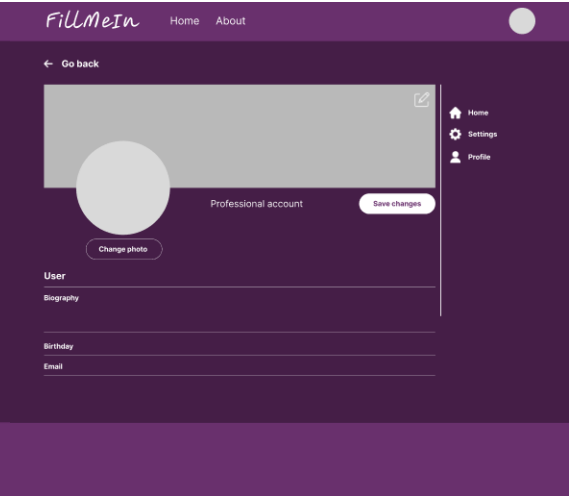 FillMeIn Home About
← Go back
Home
Settings
Profile
Professional account
Save changes
Change photo
User
Biography
Birthday
Email